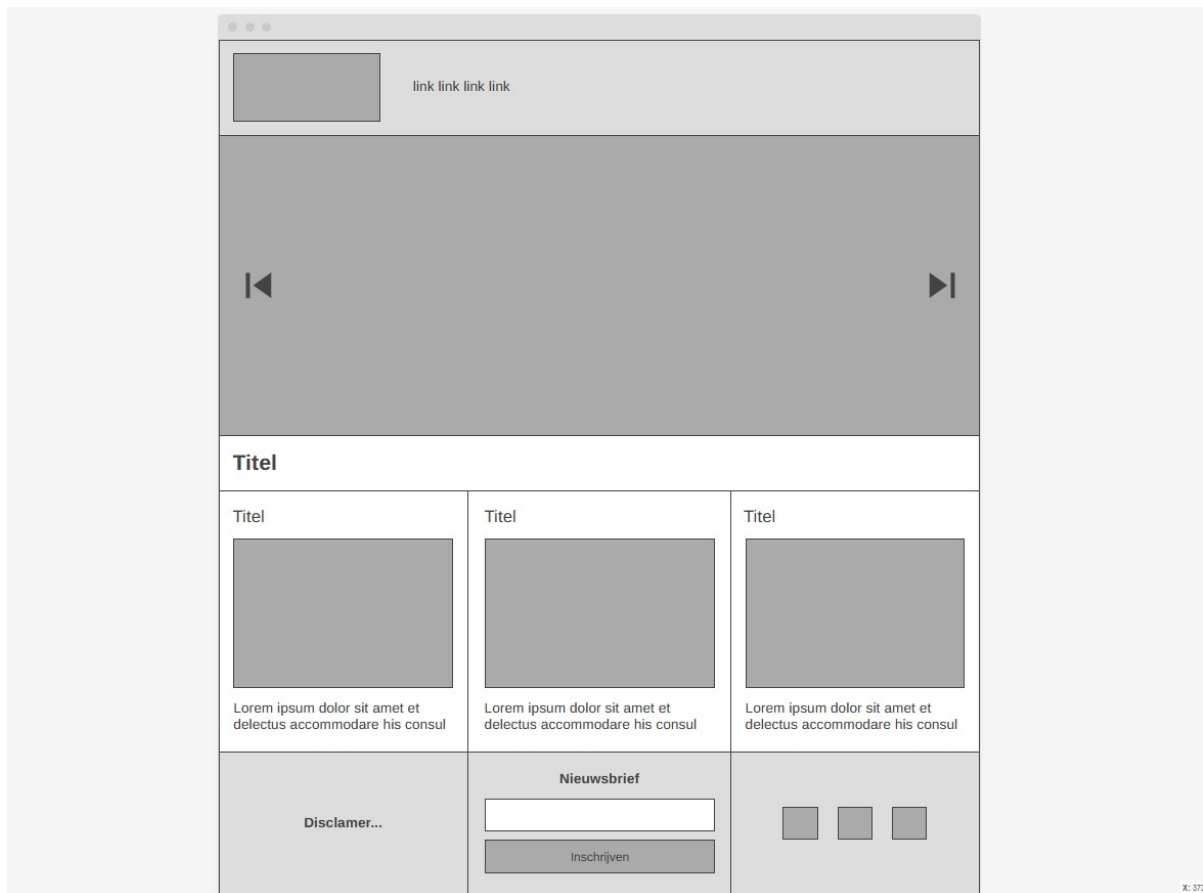 link link link link
Titel
Titel
Titel
Titel
Lorem ipsum dolor sit amet et
delectus accommodare his consul
Lorem ipsum dolor sit amet et
delectus accommodare his consul
Lorem ipsum dolor sit amet et
delectus accommodare his consul
Disclamer...
Nieuwsbrief
Inschrijven